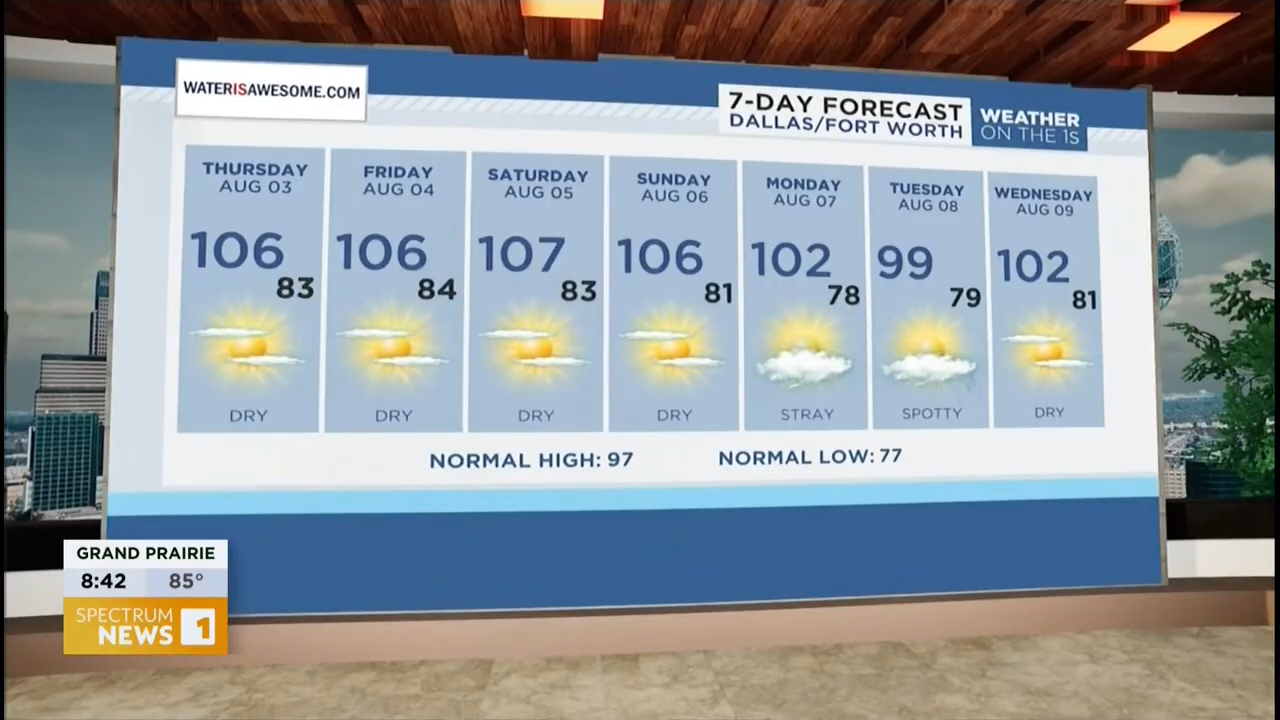 WATERISAWESOME.COM
7-DAY FORECAST
DALLAS/FORT WORTH
WEATHER
ON THE 1S
THURSDAY
AUG 03
106
83
DRY
FRIDAY
AUG 04
106
84
DRY
SATURDAY
AUG 05
107
83
DRY
SUNDAY
AUG 06
106
81
DRY
MONDAY
AUG 07
102
78
STRAY
TUESDAY
AUG 08
99
79
SPOTTY
WEDNESDAY
AUG 09
102
81
DRY
NORMAL HIGH: 97
NORMAL LOW: 77
GRAND PRAIRIE
8:42 85°
SPECTRUM
NEWS 1